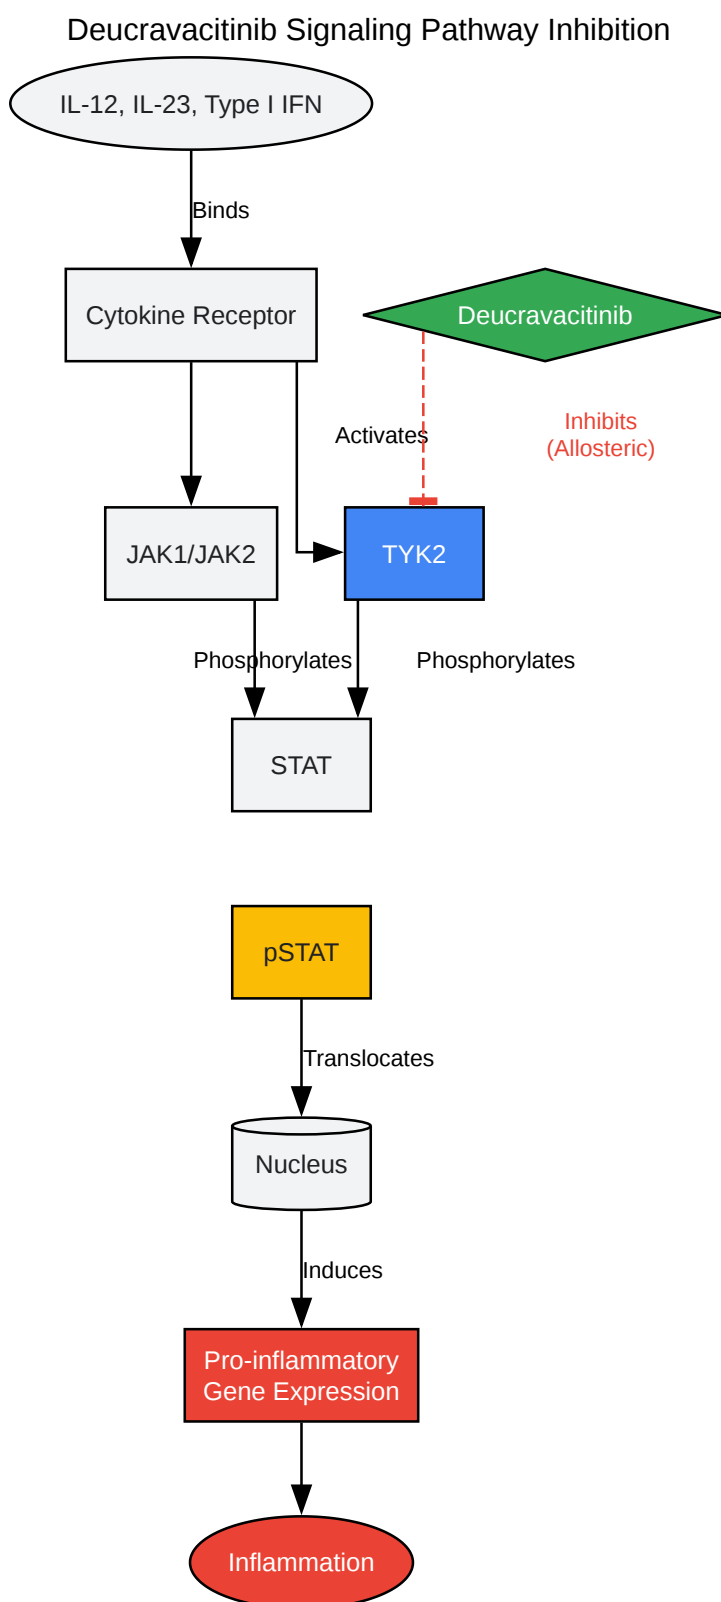 Deucravacitinib Signaling Pathway Inhibition
IL-12, IL-23, Type I IFN
Binds
Cytokine Receptor
Deucravacitinib
Activates
Inhibits
(Allosteric)
JAK1/JAK2
TYK2
Phosphorylates
Phosphorylates
STAT
pSTAT
Translocates
Nucleus
Induces
Pro-inflammatory
Gene Expression
Inflammation